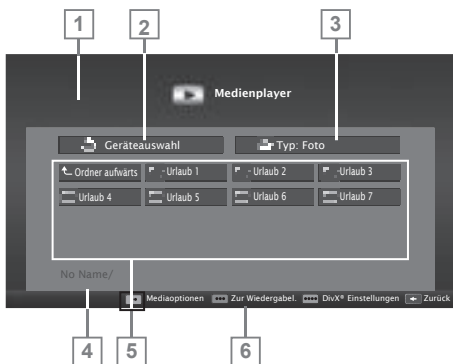 1 2 3
Medienplayer
Geräteauswahl Typ: Foto
Ordner aufwärts Urlaub 1 Urlaub 2 Urlaub 3
Urlaub 4 Urlaub 5 Urlaub 6 Urlaub 7
No Name/
Mediaoptionen Zur Wiedergabel. DivX® Einstellungen Zurück
4 5 6